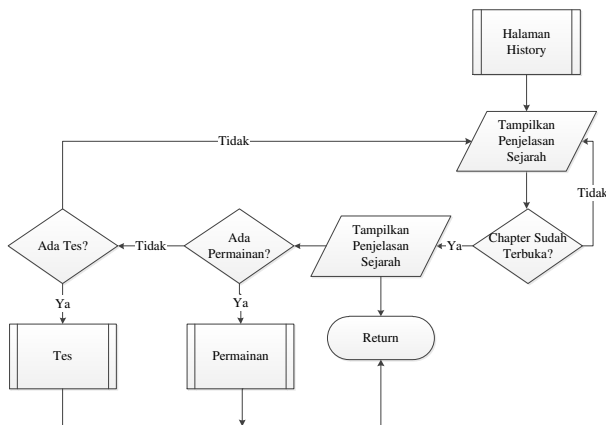 Halaman
History
Tampilkan
Penjelasan
Sejarah
Tidak
Tidak
Chapter Sudah
Terbuka?
Ya
Tampilkan
Penjelasan
Sejarah
Ada
Permainan?
Tidak
Ada Tes?
Ya
Ya
Return
Permainan
Tes